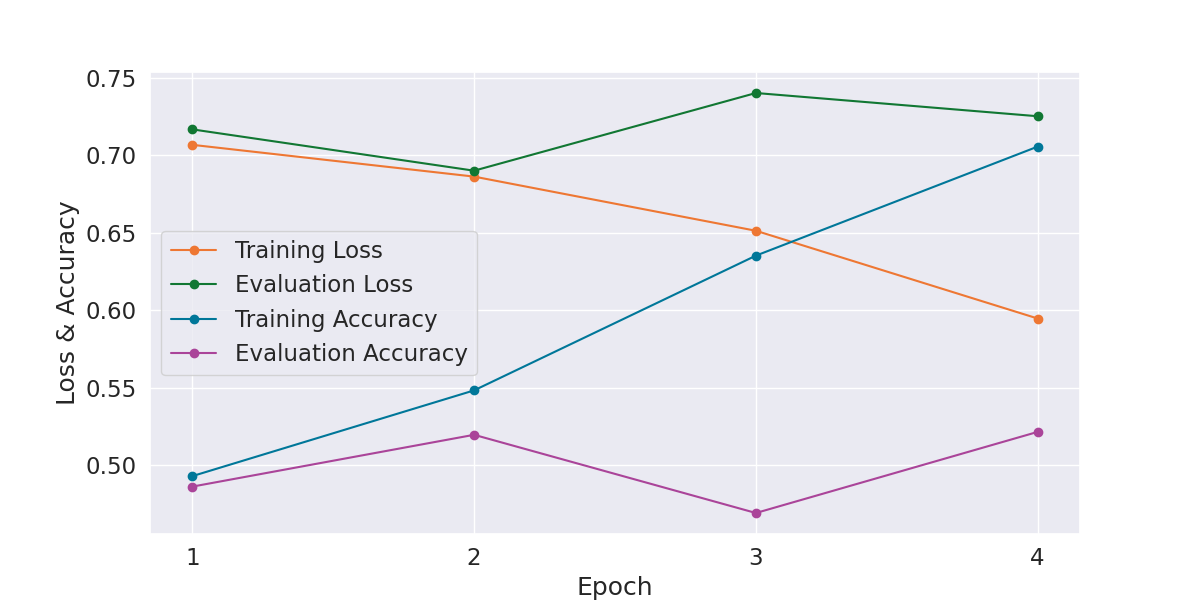 0.75
0.70
0.65
0.60
0.55
0.50
Loss & Accuracy
Training Loss
Evaluation Loss
Training Accuracy
Evaluation Accuracy
1 2 3 4
Epoch